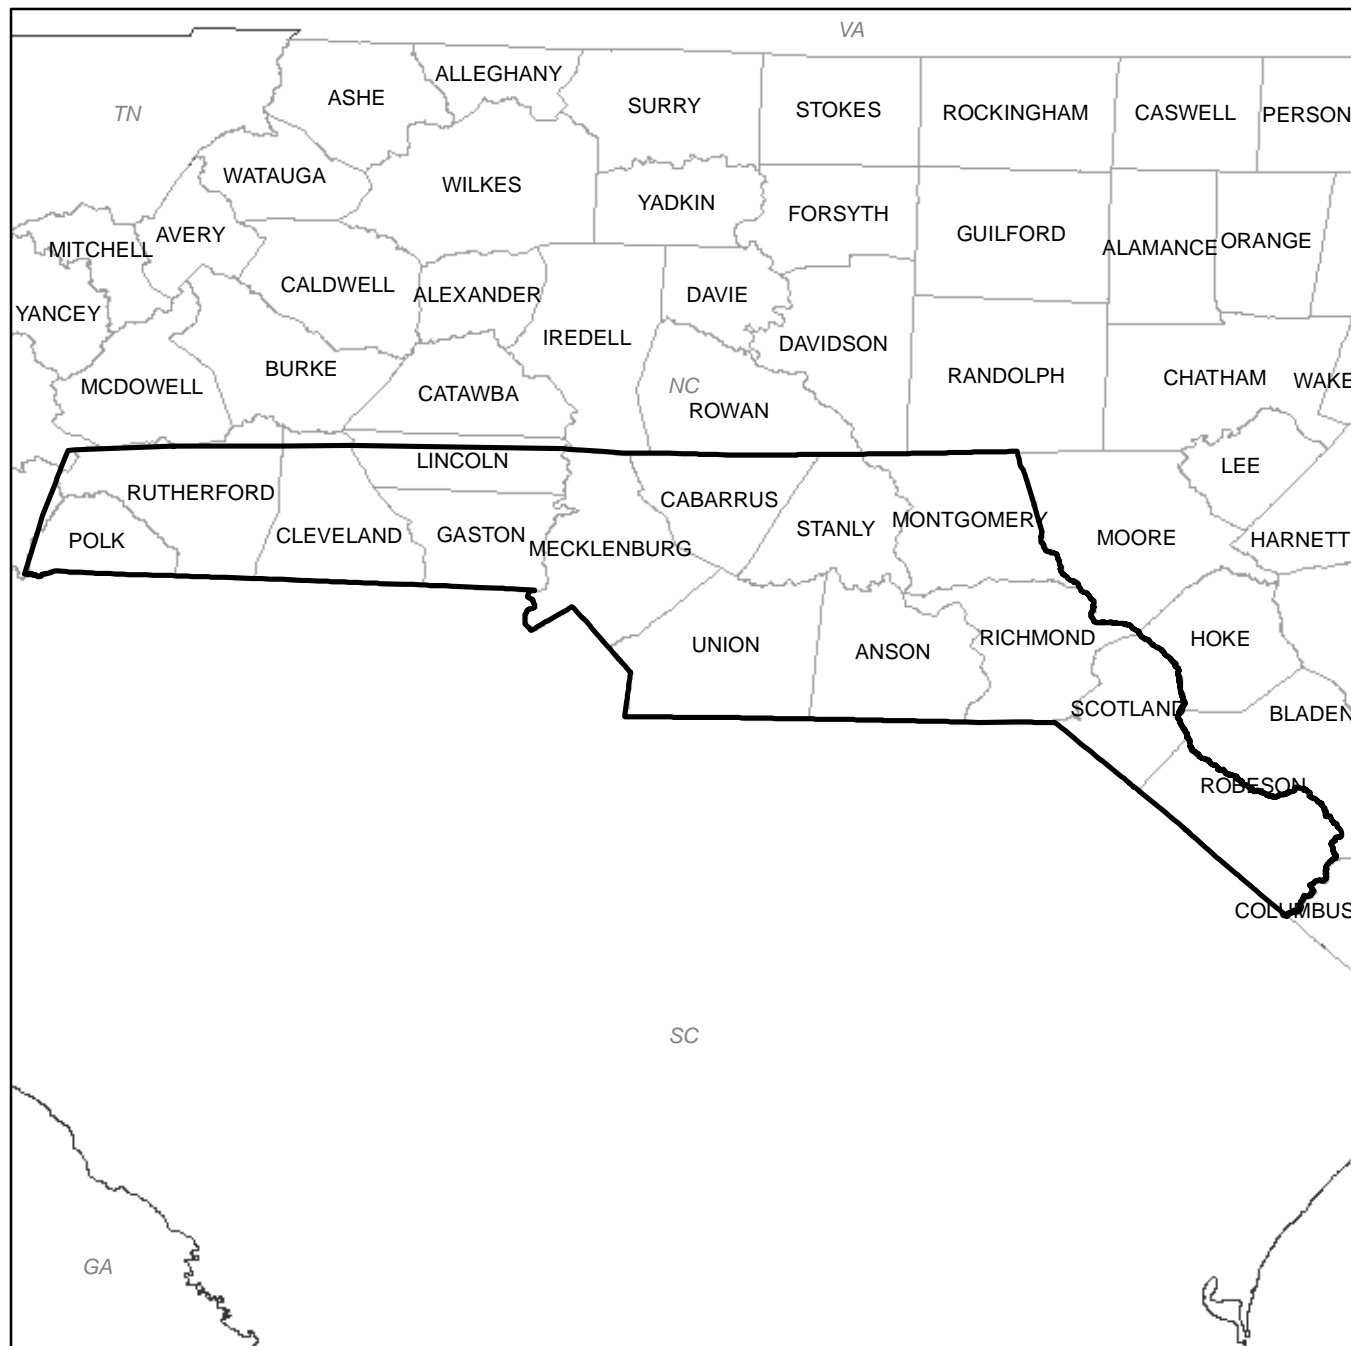 VA
ALLEGHANY
ASHE
SURRY
STOKES
ROCKINGHAM
CASWELL
PERSON
TN
WATAUGA
WILKES
YADKIN
FORSYTH
GUILFORD
ALAMANCE
ORANGE
AVERY
MITCHELL
CALDWELL
ALEXANDER
DAVIE
YANCEY
IREDELL
DAVIDSON
BURKE
MCDOWELL
CATAWBA
NC
ROWAN
RANDOLPH
CHATHAM
WAKE
LINCOLN
LEE
RUTHERFORD
CABARRUS
MONTGOMERY
POLK
CLEVELAND
GASTON
MECKLENBURG
STANLY
MOORE
HARNETT
UNION
ANSON
RICHMOND
HOKE
SCOTLAND
BLADEN
ROBESON
COLUMBUS
SC
GA